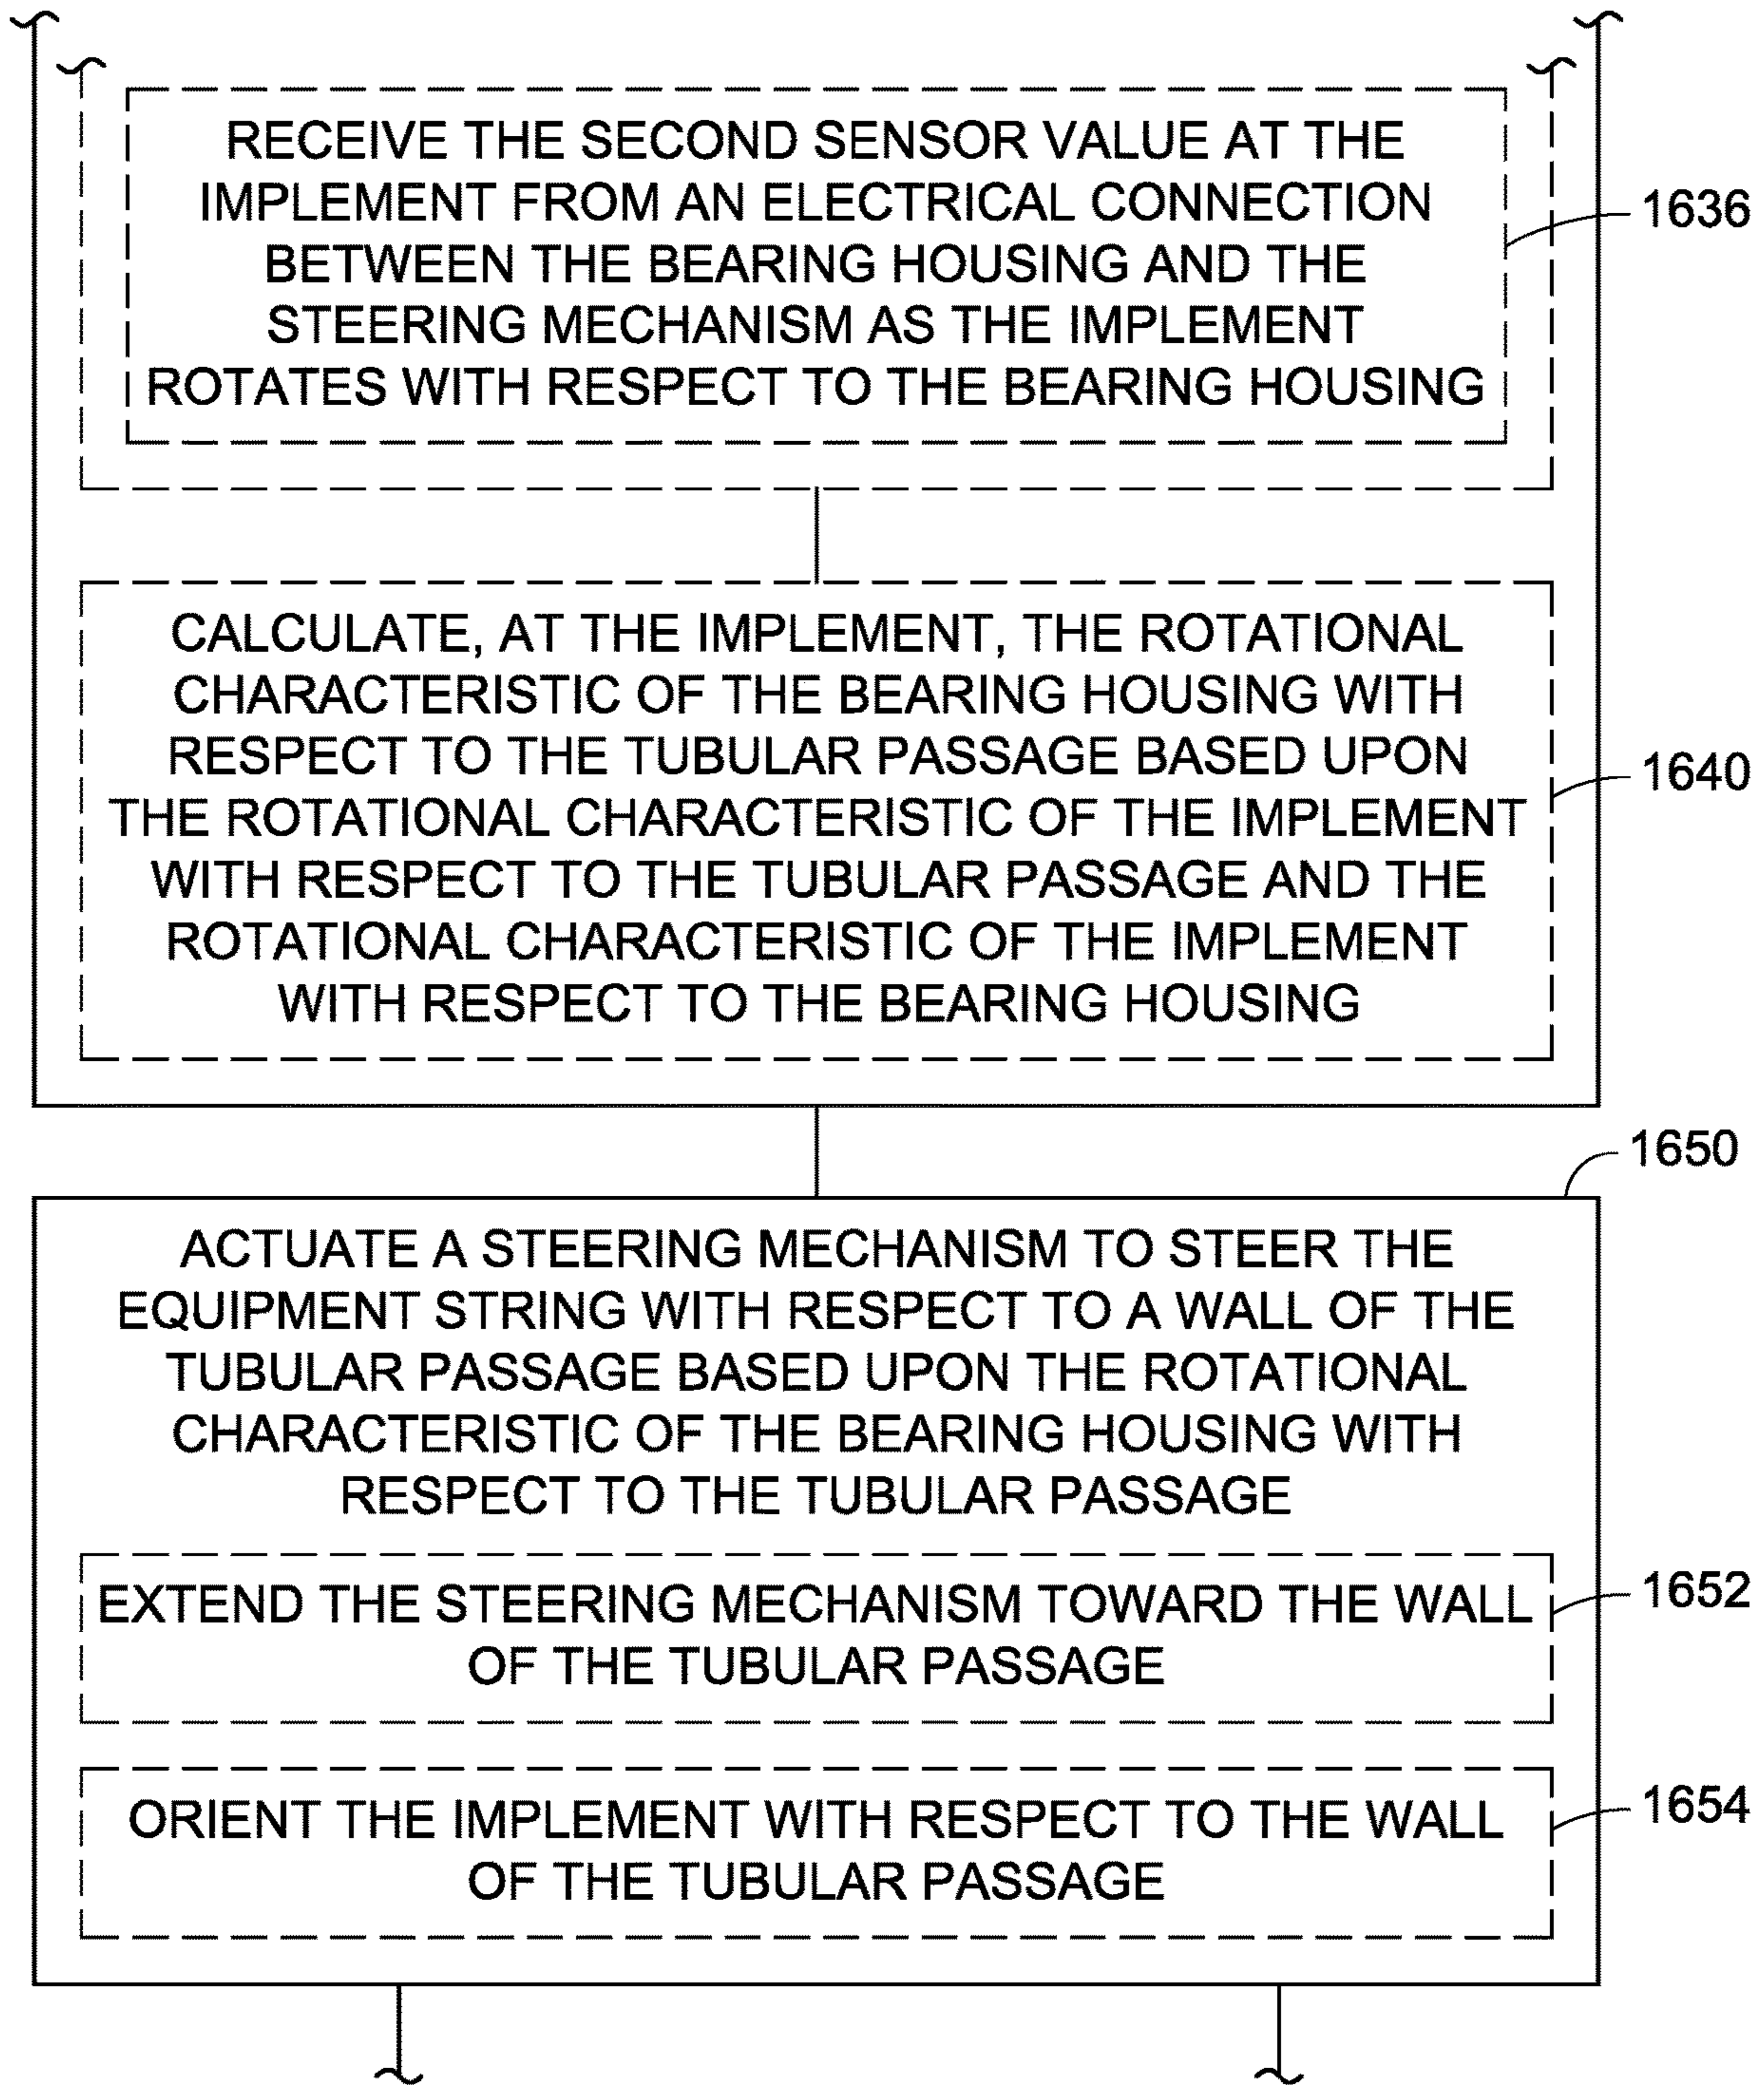 RECEIVE THE SECOND SENSOR VALUE AT THE
IMPLEMENT FROM AN ELECTRICAL CONNECTION
BETWEEN THE BEARING HOUSING AND THE
STEERING MECHANISM AS THE IMPLEMENT
ROTATES WITH RESPECT TO THE BEARING HOUSING
1636
CALCULATE, AT THE IMPLEMENT, THE ROTATIONAL
CHARACTERISTIC OF THE BEARING HOUSING WITH
RESPECT TO THE TUBULAR PASSAGE BASED UPON
THE ROTATIONAL CHARACTERISTIC OF THE IMPLEMENT
WITH RESPECT TO THE TUBULAR PASSAGE AND THE
ROTATIONAL CHARACTERISTIC OF THE IMPLEMENT
WITH RESPECT TO THE BEARING HOUSING
1640
1650
ACTUATE A STEERING MECHANISM TO STEER THE
EQUIPMENT STRING WITH RESPECT TO A WALL OF THE
TUBULAR PASSAGE BASED UPON THE ROTATIONAL
CHARACTERISTIC OF THE BEARING HOUSING WITH
RESPECT TO THE TUBULAR PASSAGE
EXTEND THE STEERING MECHANISM TOWARD THE WALL
OF THE TUBULAR PASSAGE
1652
ORIENT THE IMPLEMENT WITH RESPECT TO THE WALL
OF THE TUBULAR PASSAGE
1654